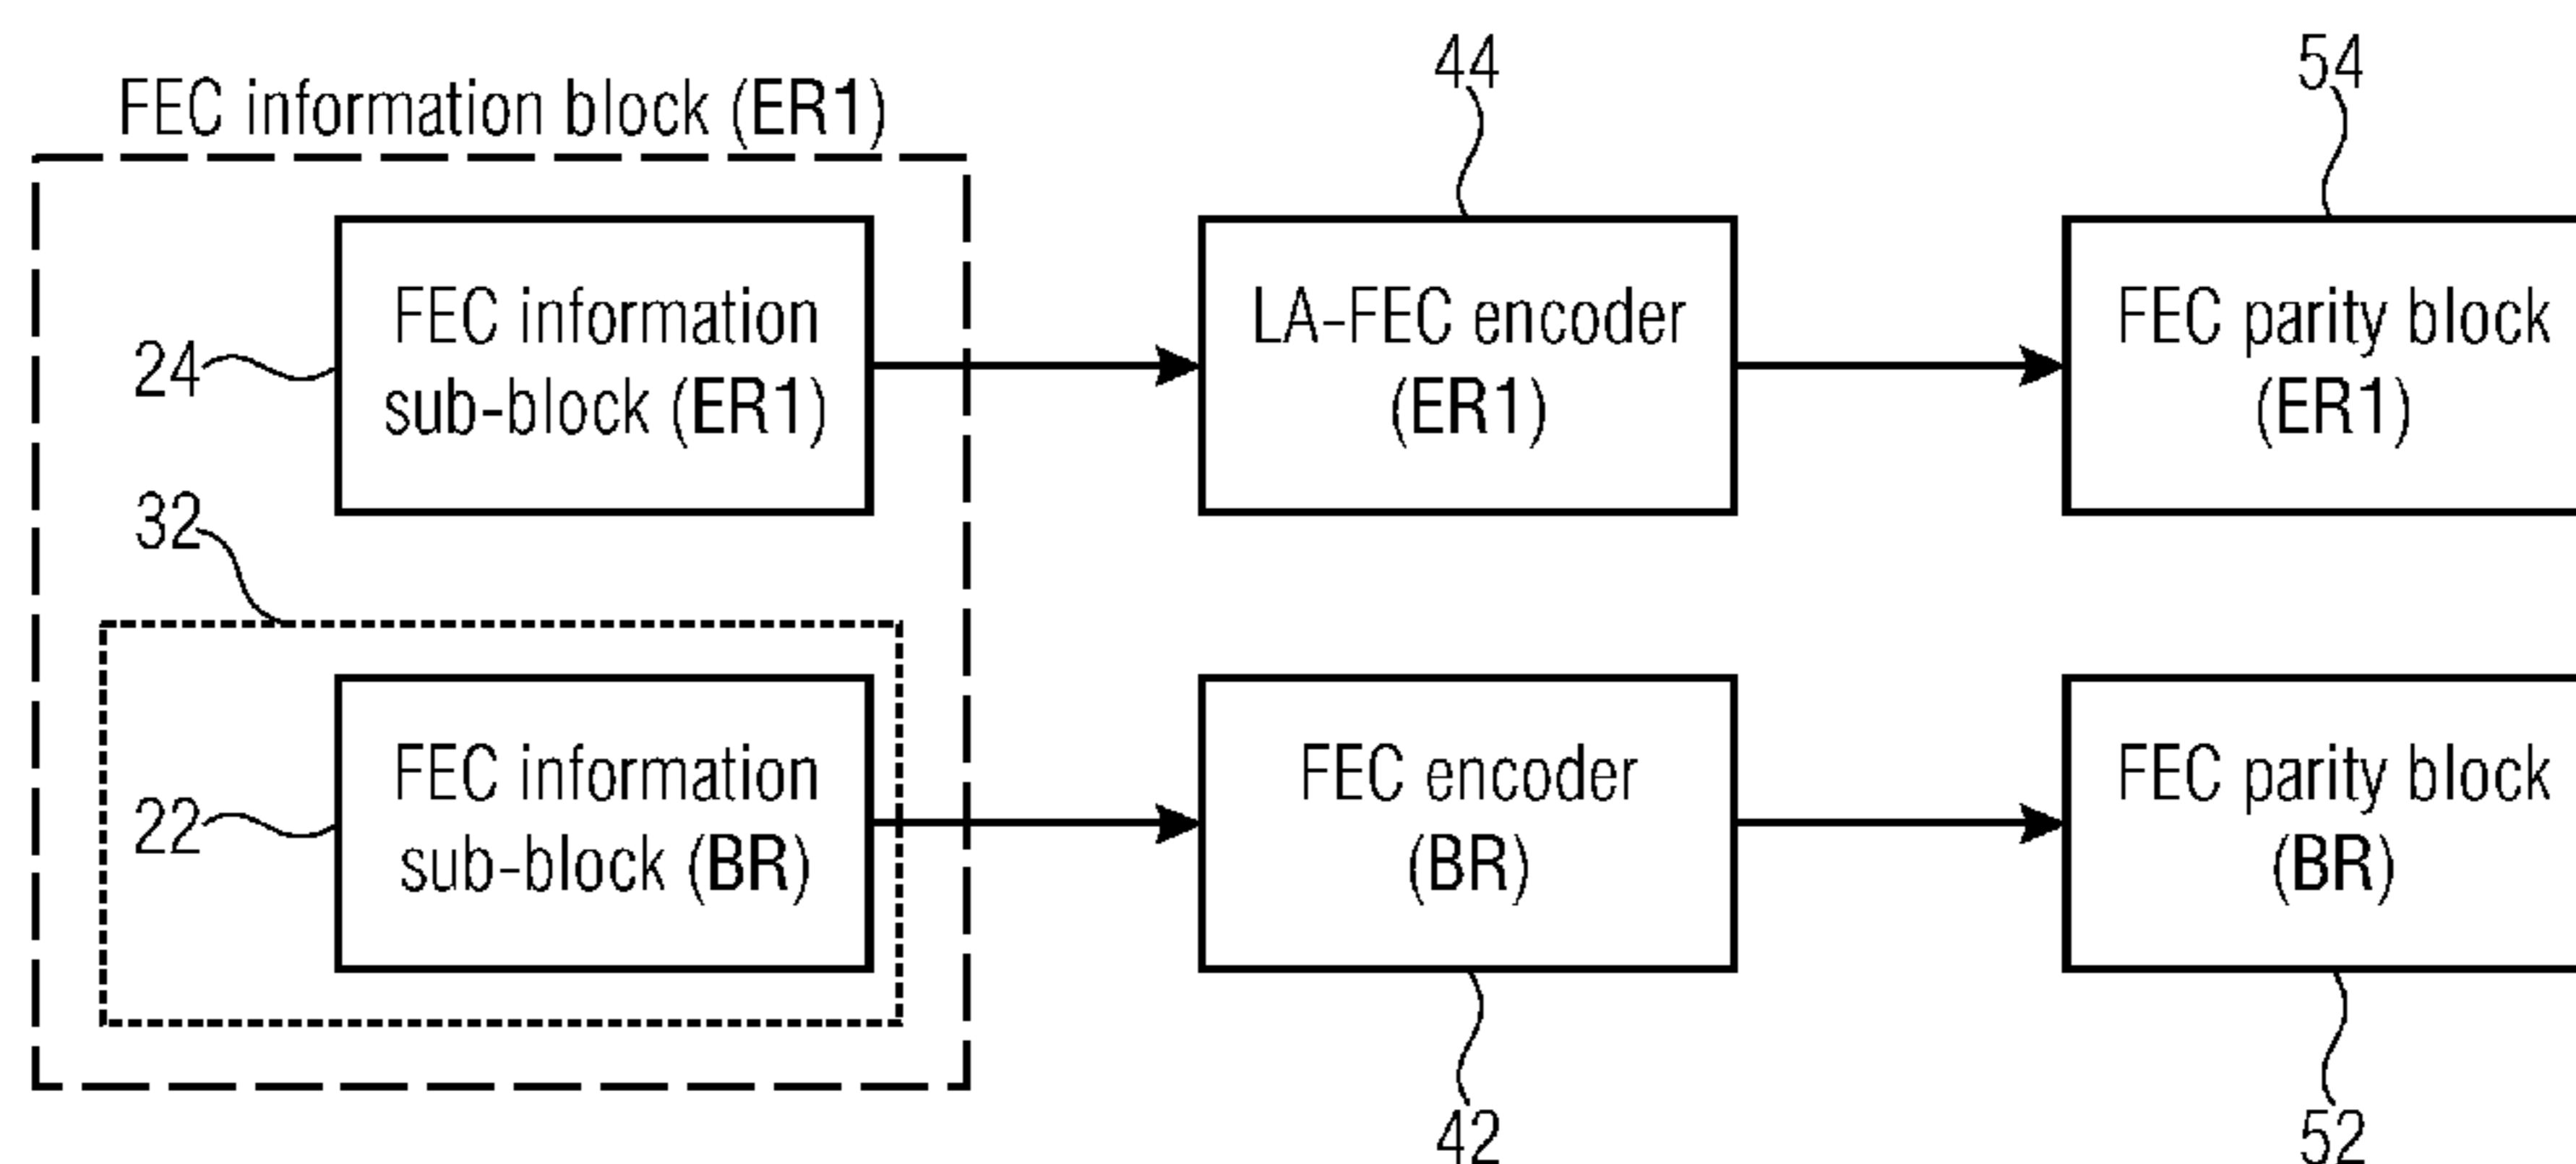 44
54
FEC information block (ER1)
FEC information
sub-block (ER1)
LA-FEC encoder
(ER1)
FEC parity block
(ER1)
24
32
FEC information
sub-block (BR)
FEC encoder
(BR)
FEC parity block
(BR)
22
42
52